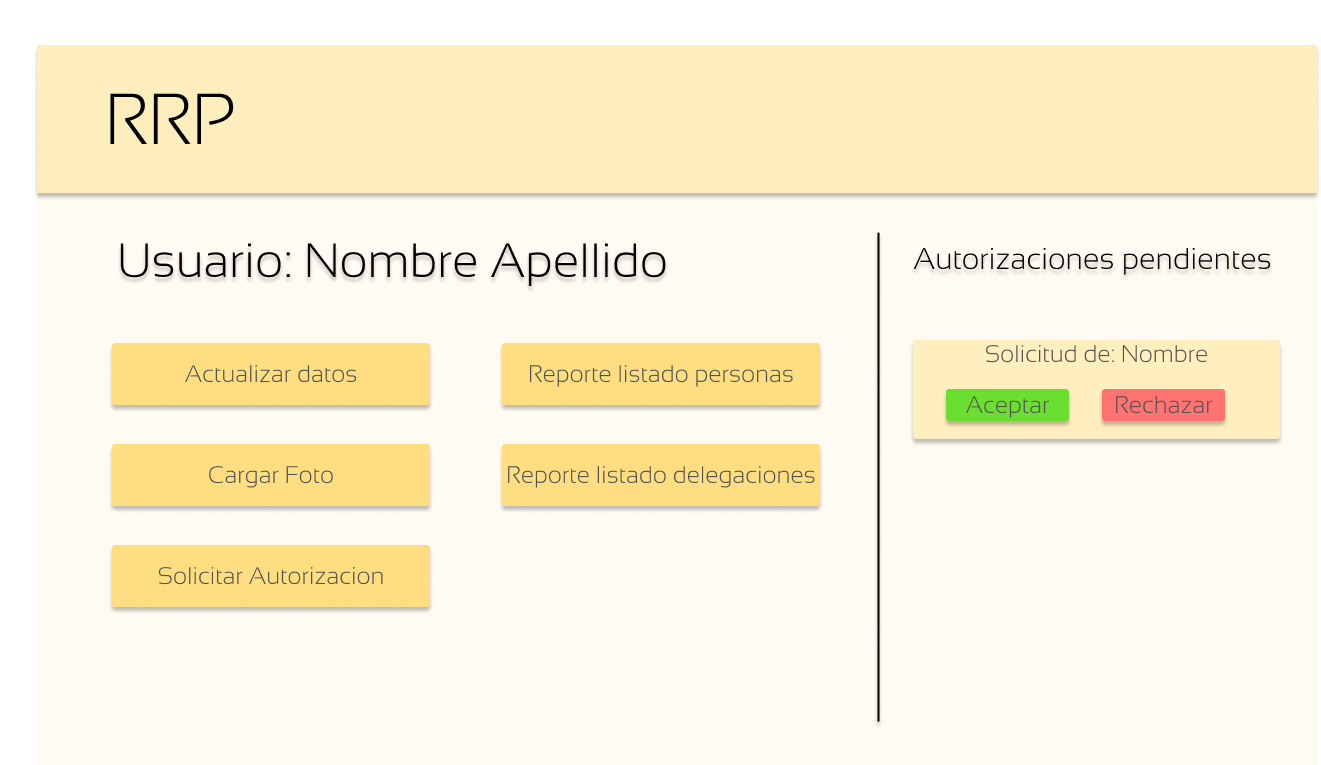 RRP
Usuario: Nombre Apellido
Actualizar datos
Reporte listado personas
Cargar Foto
Reporte listado delegaciones
Solicitar Autorizacion
Autorizaciones pendientes
Solicitud de: Nombre
Aceptar
Rechazar